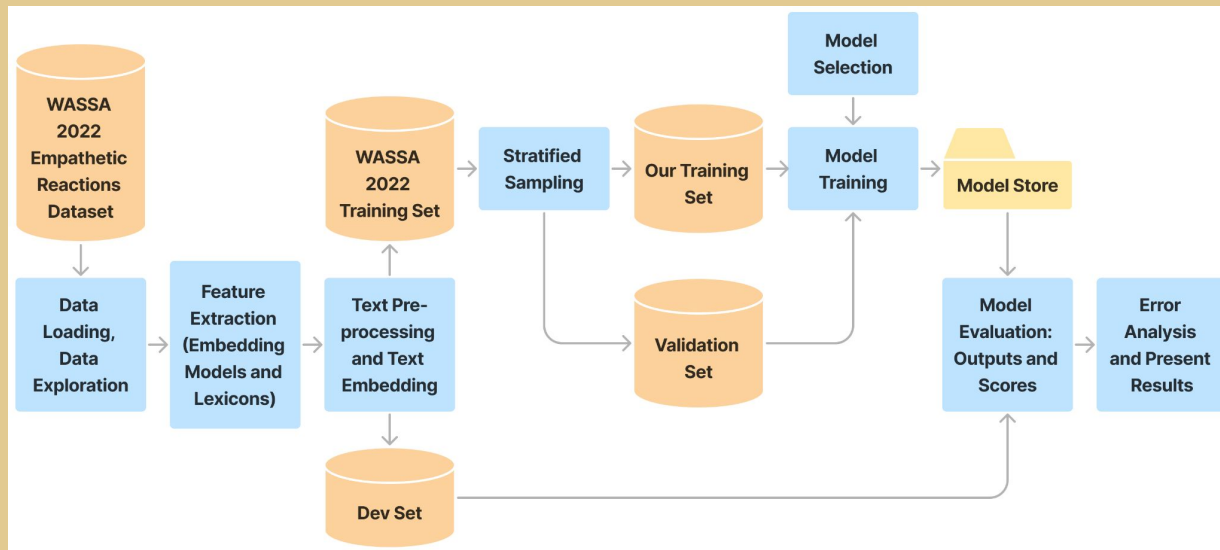 WASSA
2022
Empathetic
Reactions
Dataset
Data
Loading,
Data
Exploration
Feature
Extraction
(Embedding
Models and
Lexicons)
Text Pre-
processing
and Text
Embedding
WASSA
2022
Training Set
Dev Set
Stratified
Sampling
Our Training
Set
Validation
Set
Model
Selection
Model
Training
Model Store
Model
Evaluation:
Outputs and
Scores
Error
Analysis
and Present
Results